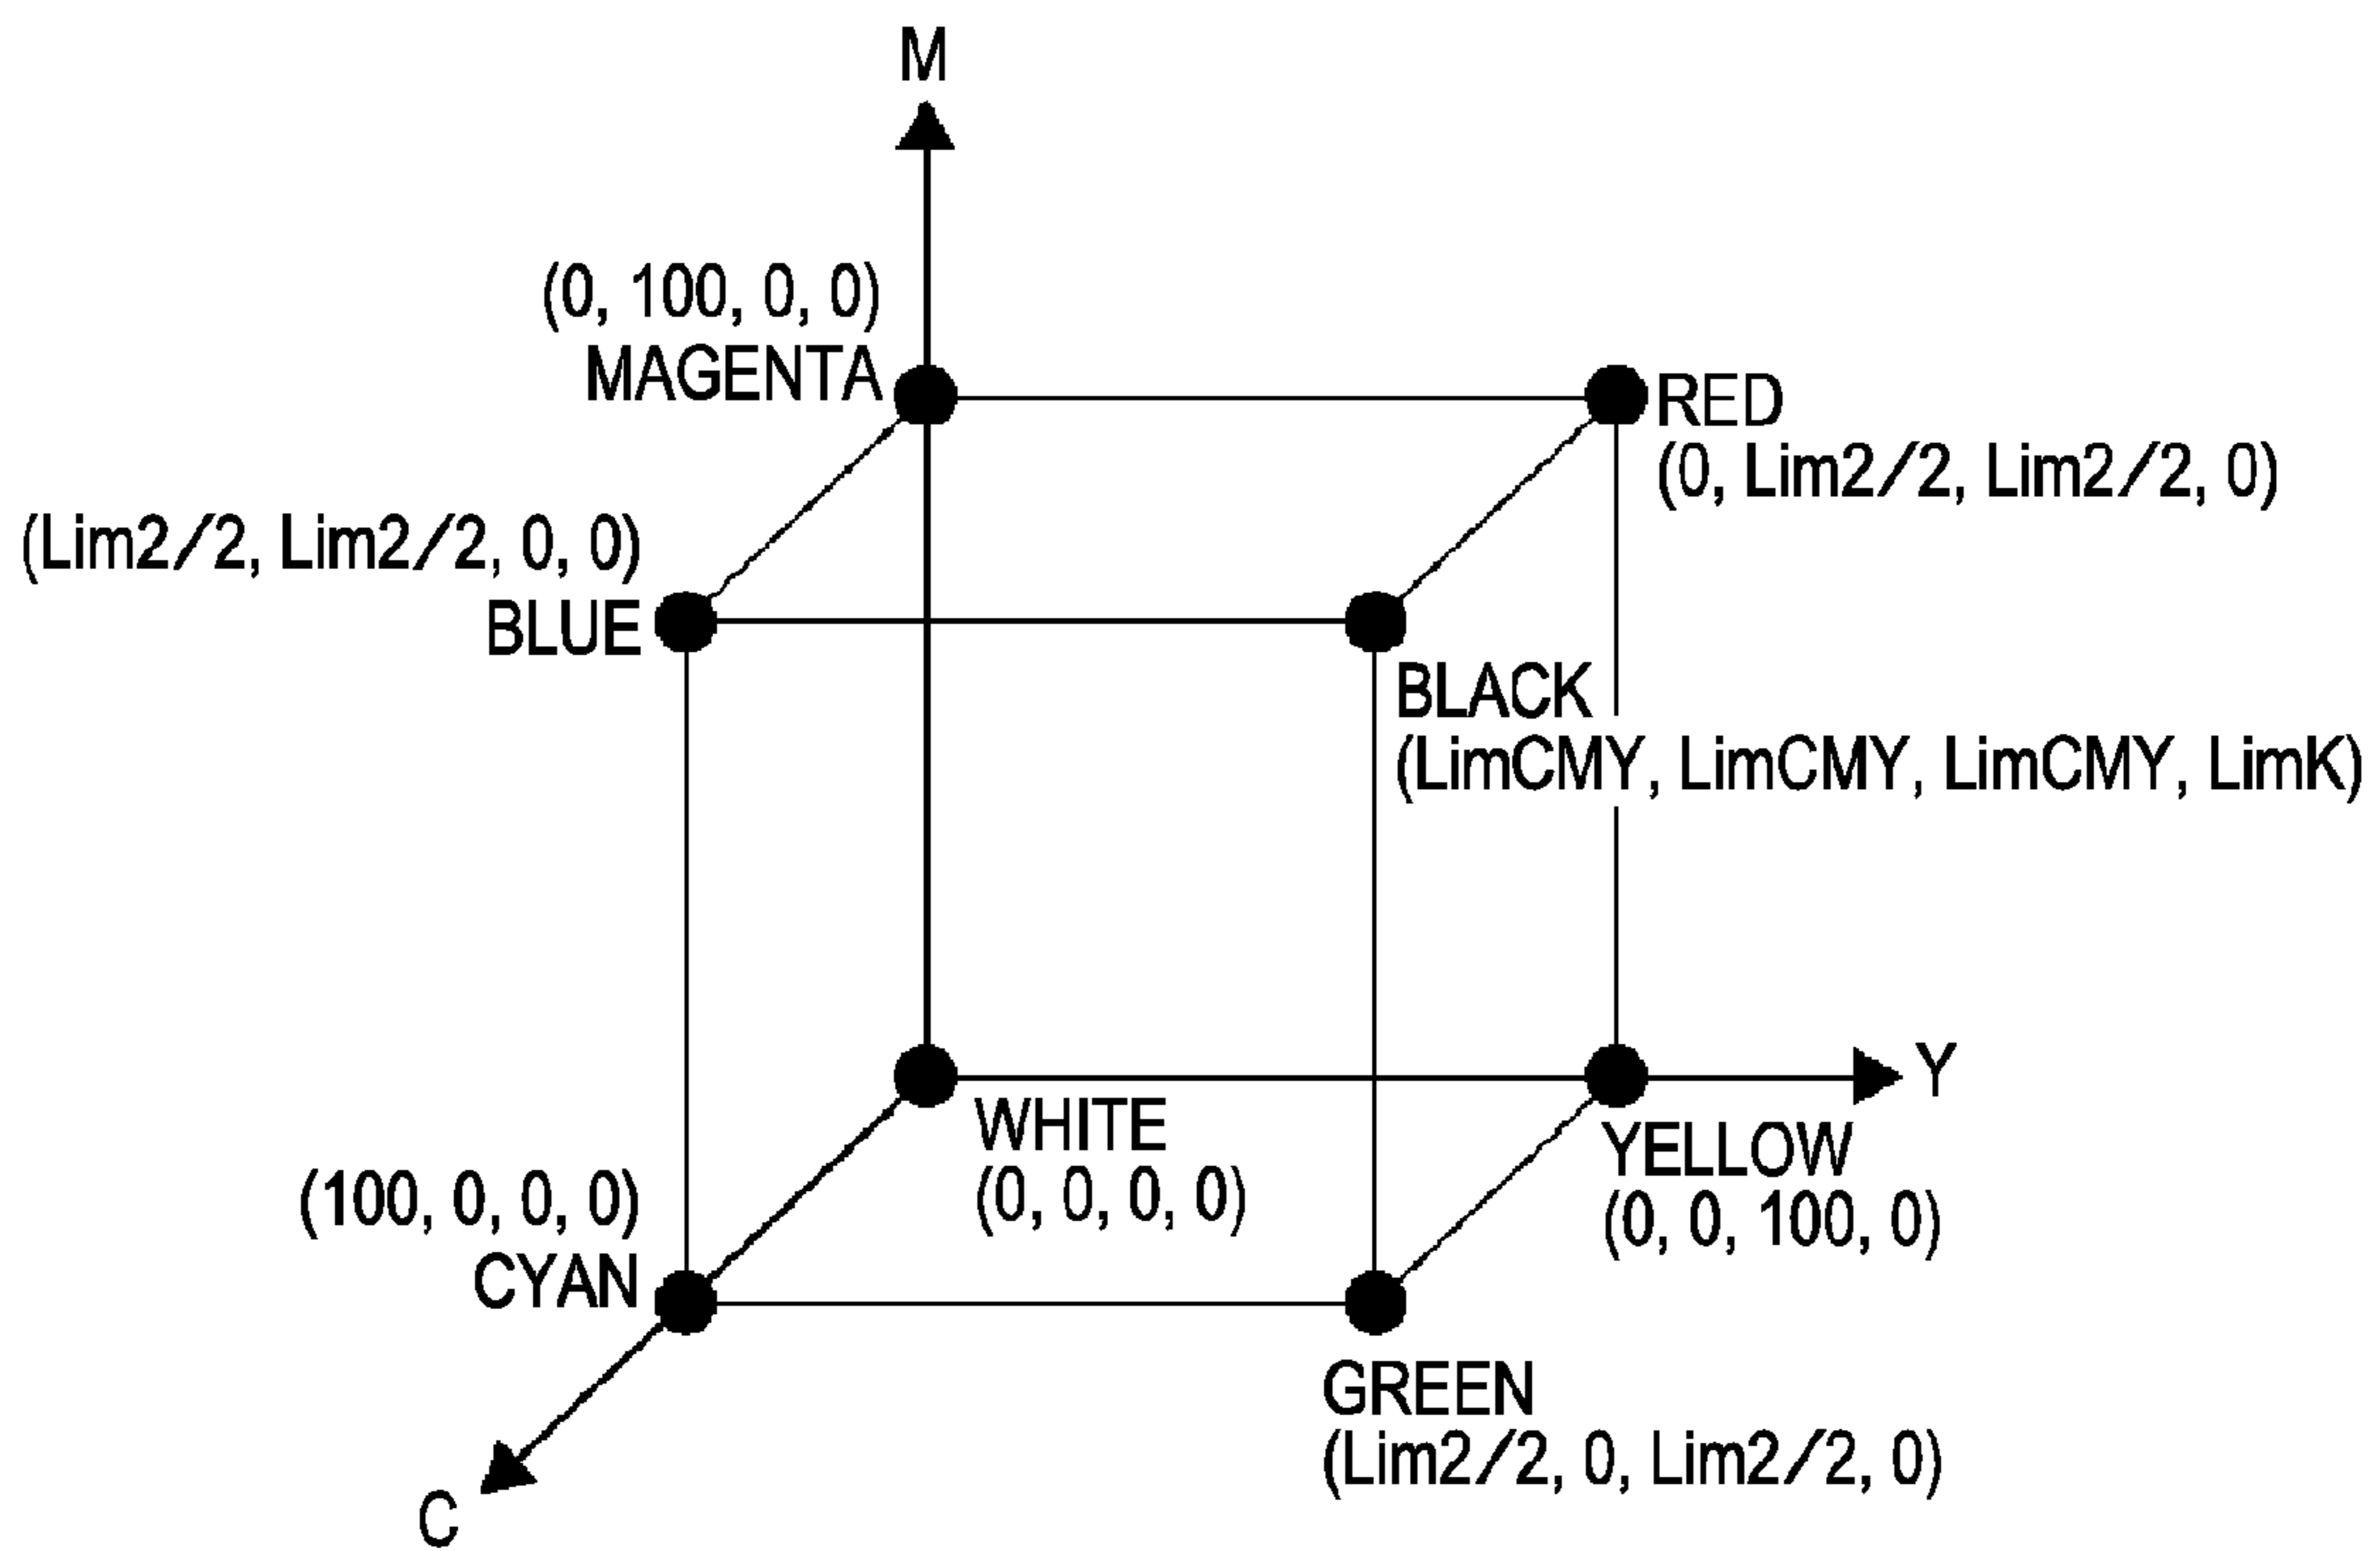 M
(0, 100, 0, 0)
MAGENTA
RED
(0, Lim2/2, Lim2/2, 0)
(Lim2/2, Lim2/2, 0, 0)
BLUE
BLACK
(LimCMY, LimCMY, LimCMY, LimK)
Y
WHITE
(0, 0, 0, 0)
YELLOW
(0, 0, 100, 0)
(100, 0, 0, 0)
CYAN
GREEN
(Lim2/2, 0, Lim2/2, 0)
C